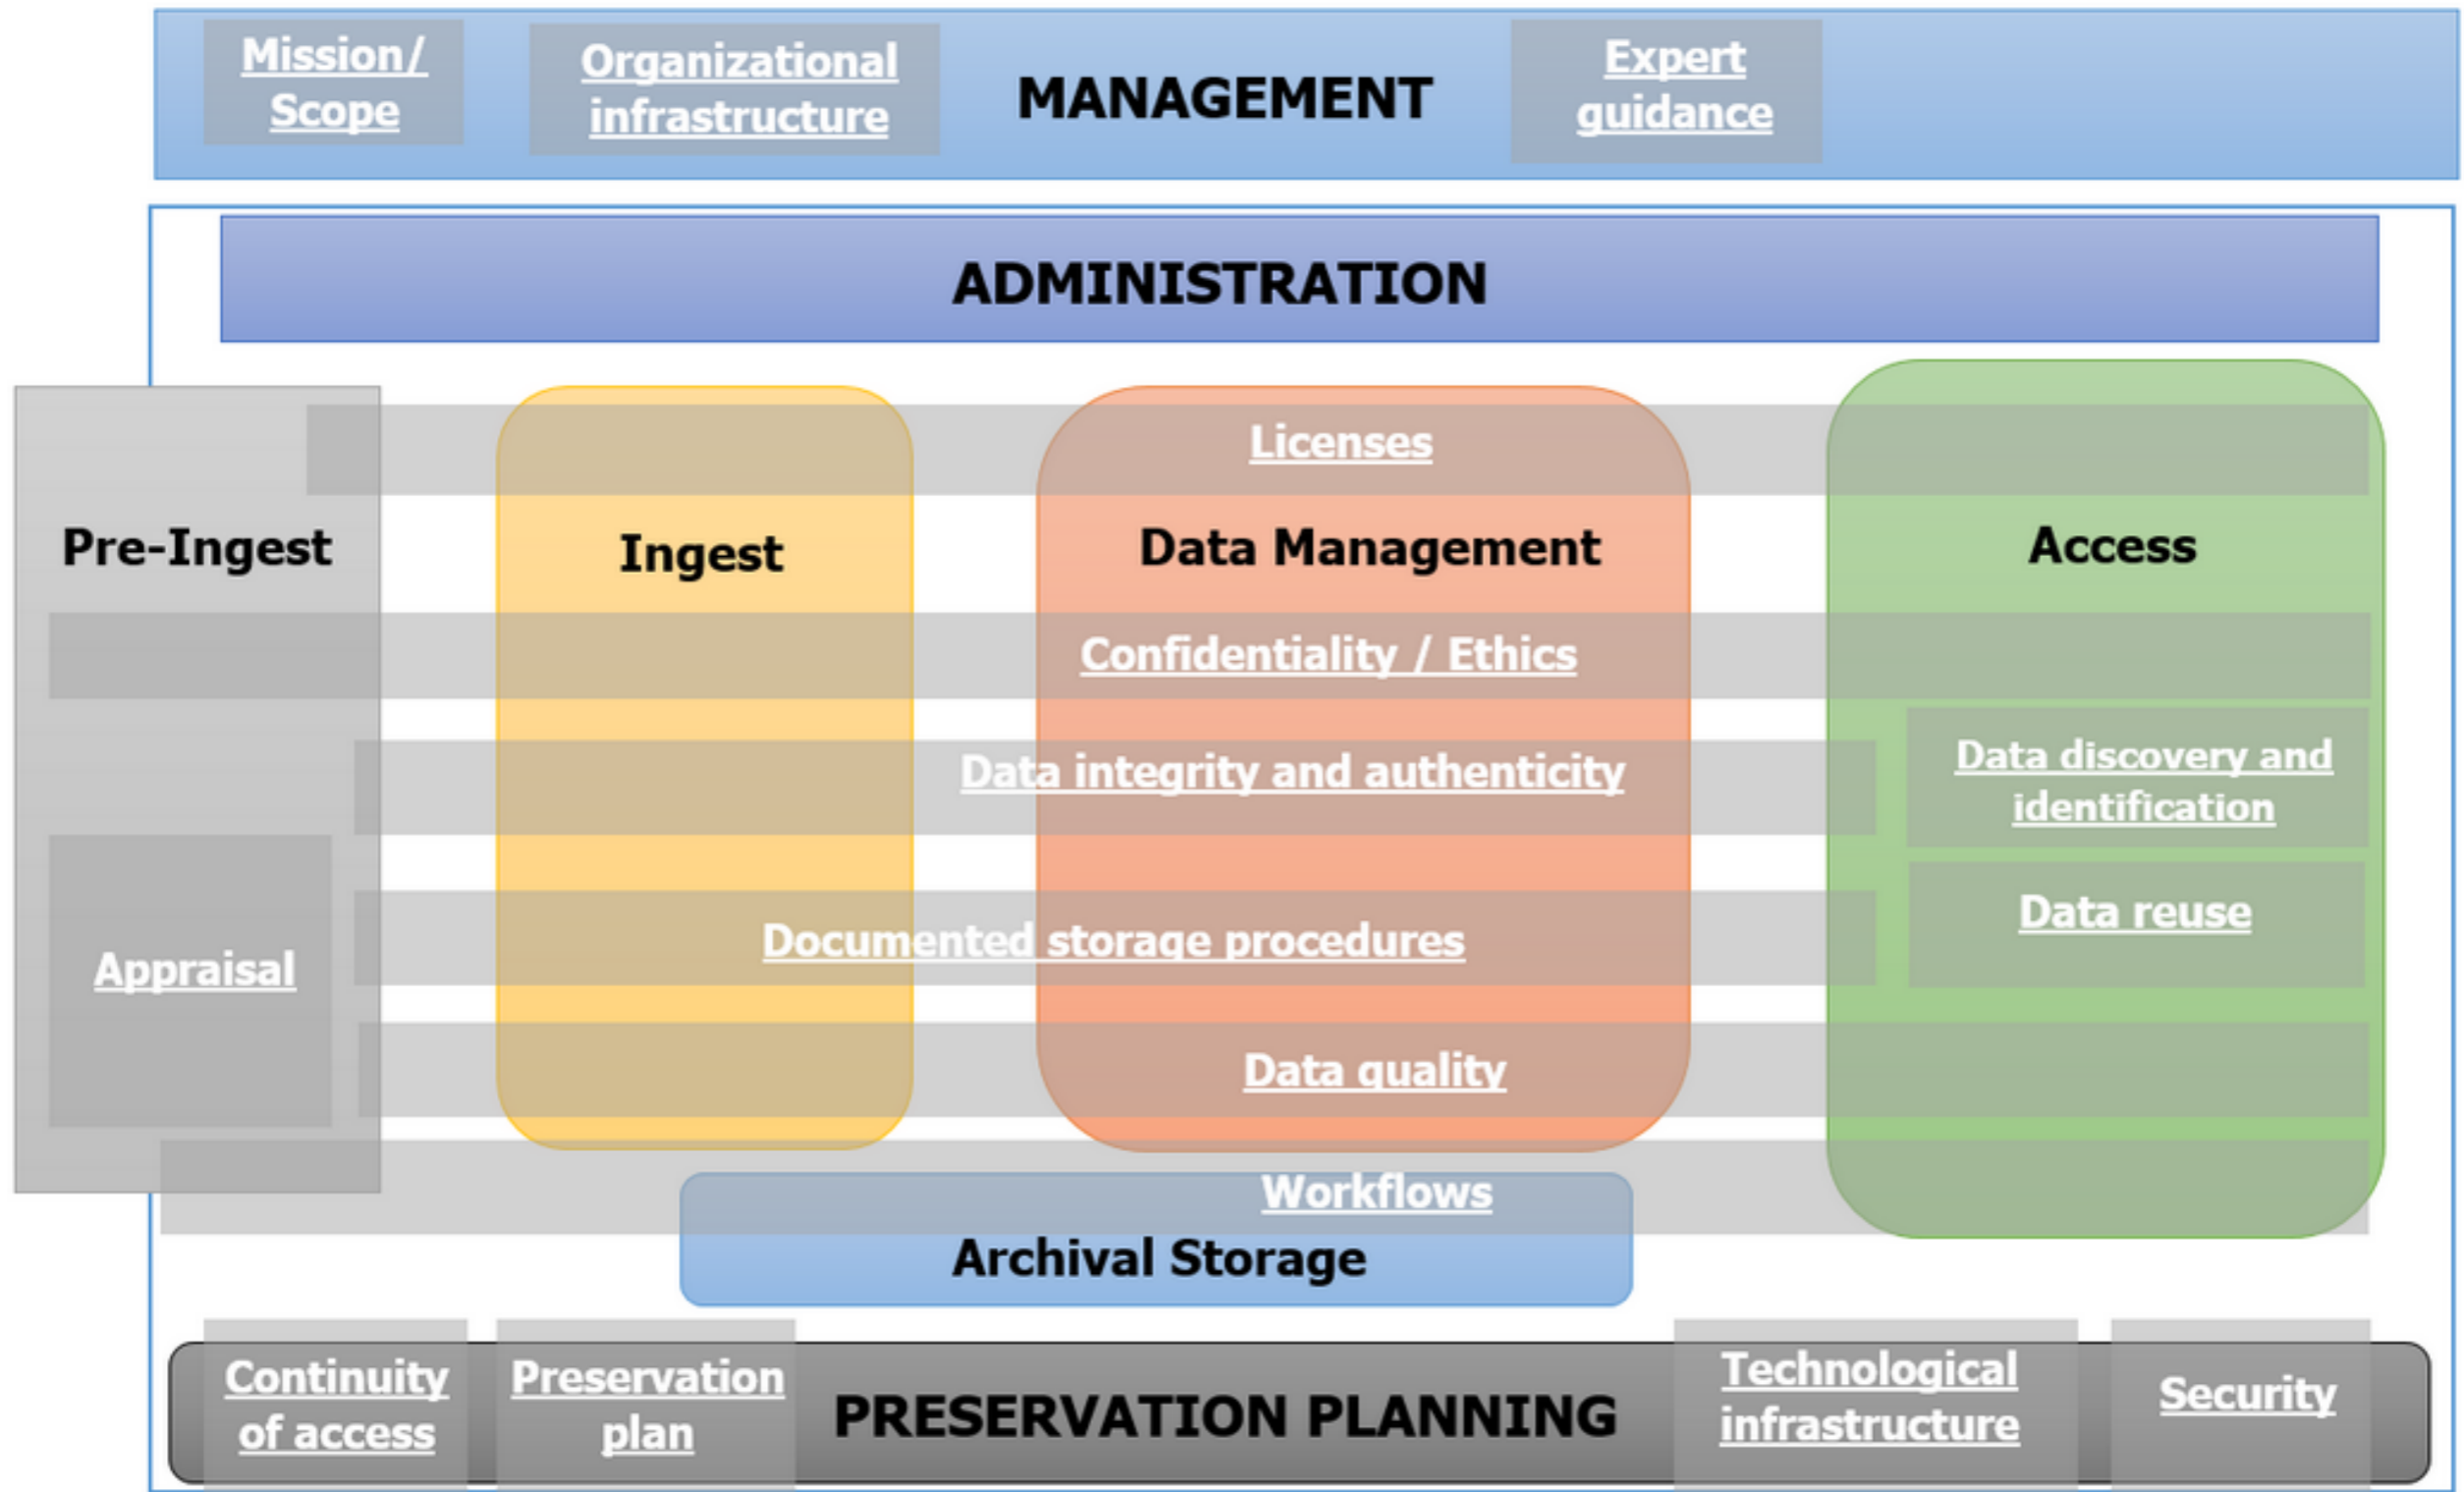 Mission/
Scope
Organizational
infrastructure
MANAGEMENT
Expert
guidance
ADMINISTRATION
Licenses
Pre-Ingest
Ingest
Data Management
Access
Confidentiality / Ethics
Data integrity and authenticity
Data discovery and
identification
Documented storage procedures
Data reuse
Appraisal
Data quality
Workflows
Archival Storage
Continuity
of access
Preservation
plan
PRESERVATION PLANNING
Technological
infrastructure
Security